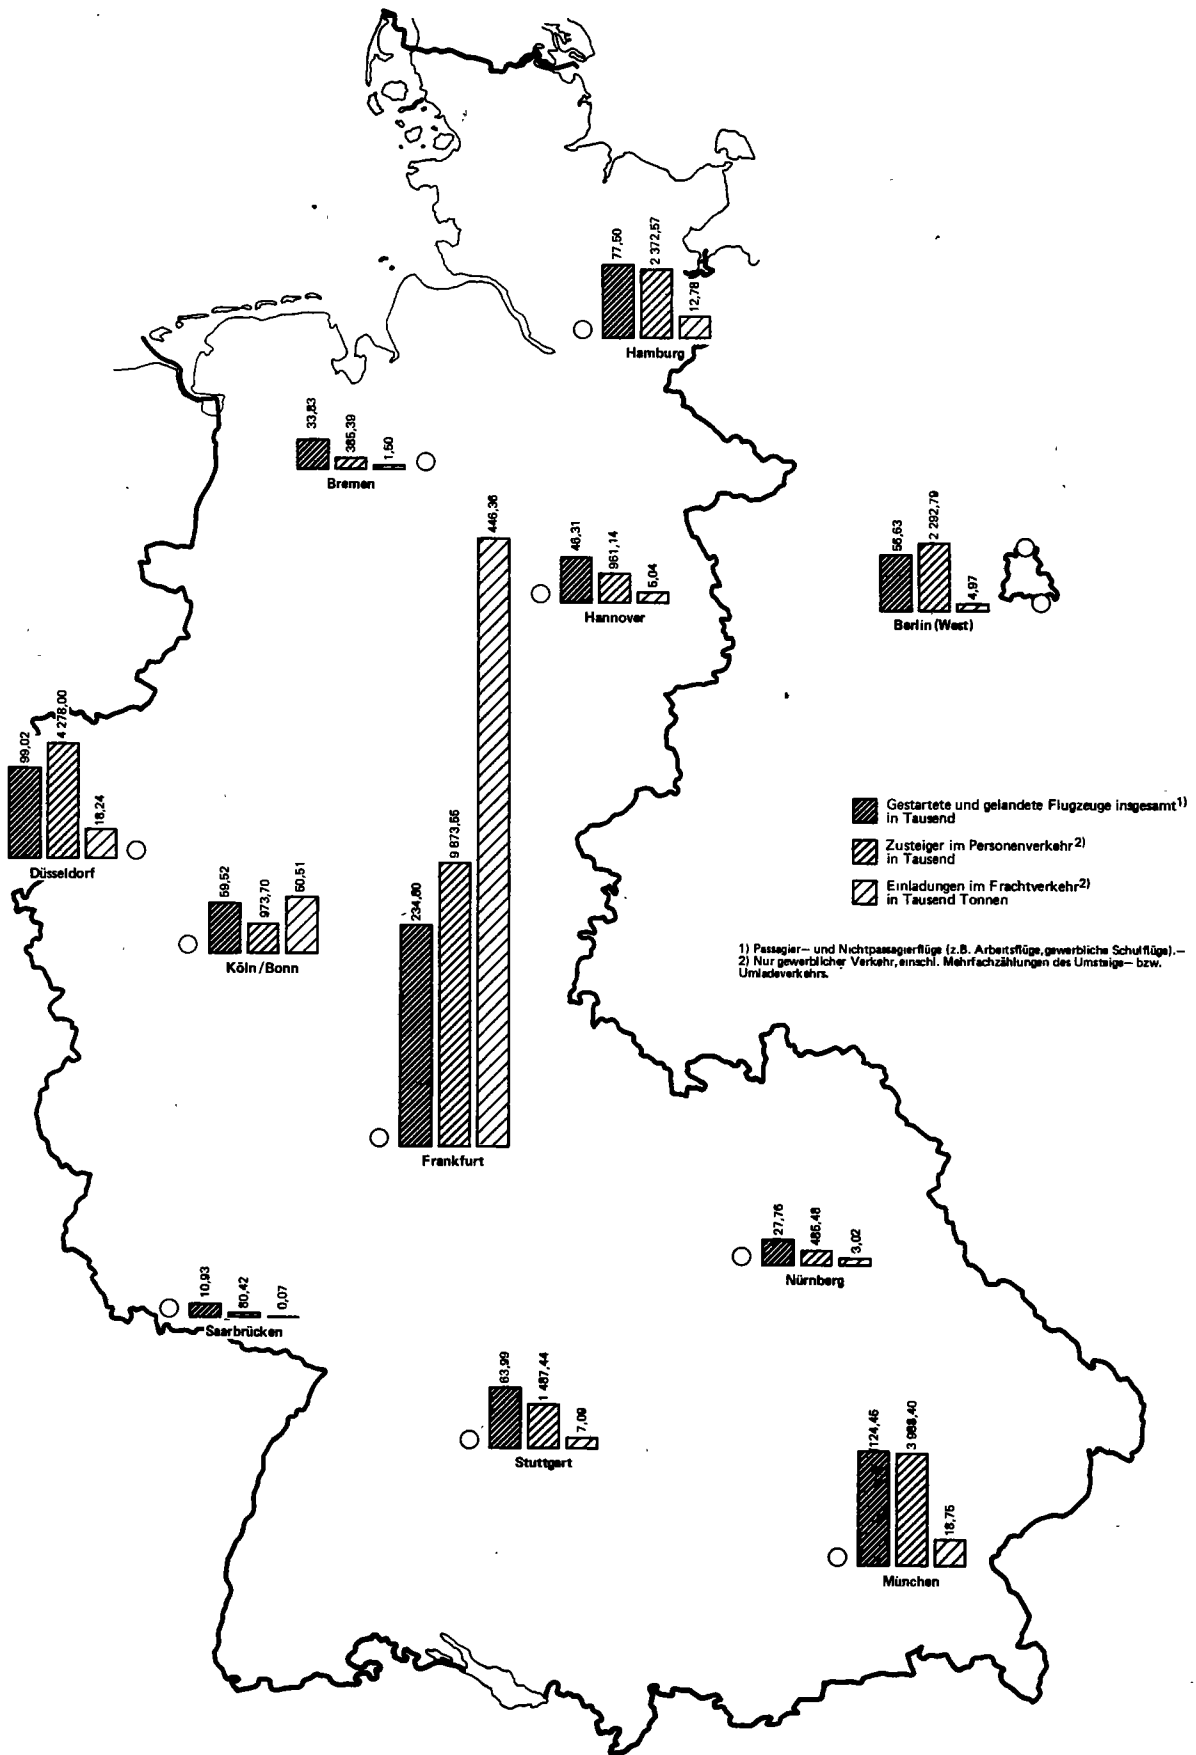 77,50
2 372,57
12,78
Hamburg
33,83
385,39
1,50
Bremen
446,36
46,31
961,14
5,04
Hannover
56,63
2 292,79
4,97
Berlin (West)
99,02
4 278,00
18,24
Düsseldorf
59,52
973,70
50,51
Köln/Bonn
234,80
9 873,66
Frankfurt
Gestartete und gelandete Flugzeuge insgesamt1)
in Tausend
Zusteiger im Personenverkehr2)
in Tausend
Einladungen im Frachtverkehr2)
in Tausend Tonnen
1) Passagier– und Nichtpassagierflüge (z.B. Arbeitsflüge, gewerbliche Schulflüge).–
2) Nur gewerblicher Verkehr, einschl. Mehrfachzählungen des Umsteige– bzw.
Umladeverkehrs.
27,76
485,48
3,02
Nürnberg
10,93
80,42
0,07
Saarbrücken
63,99
1 487,44
7,09
Stuttgart
124,45
3 988,40
18,75
München